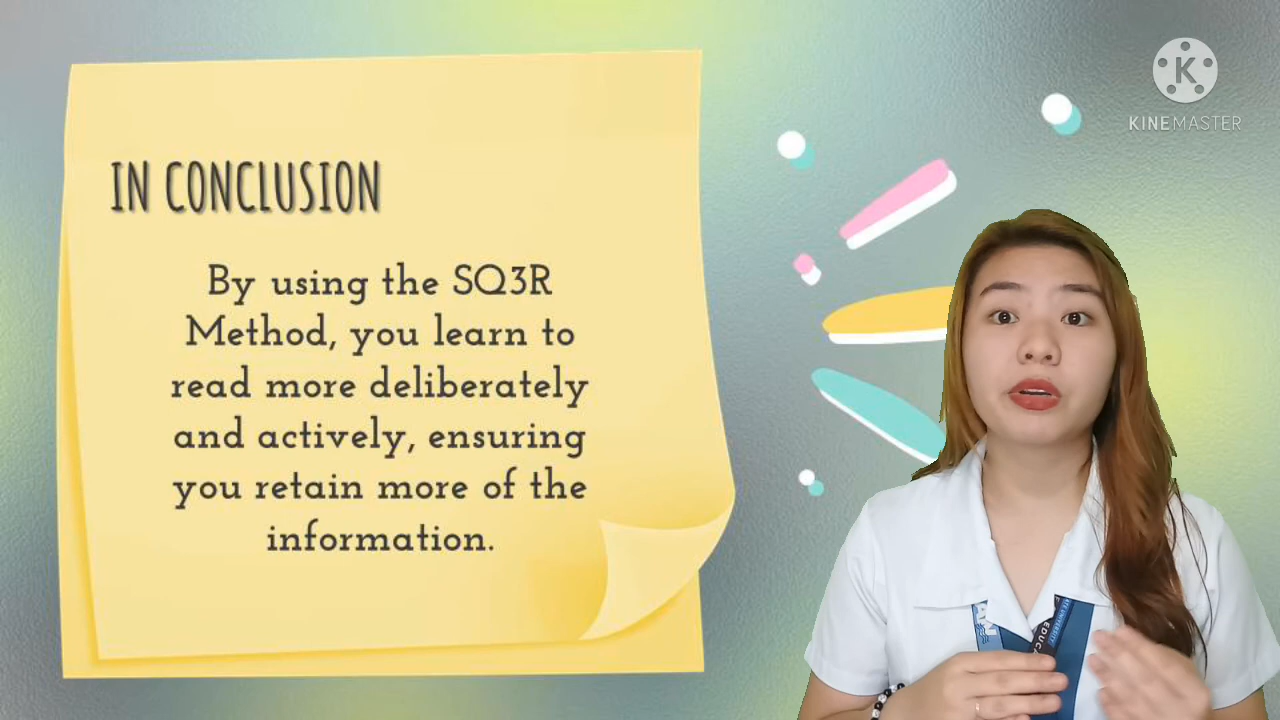 IN CONCLUSION
By using the SQ3R
Method, you learn to
read more deliberately
and actively, ensuring
you retain more of the
information.
K
KINEMASTER